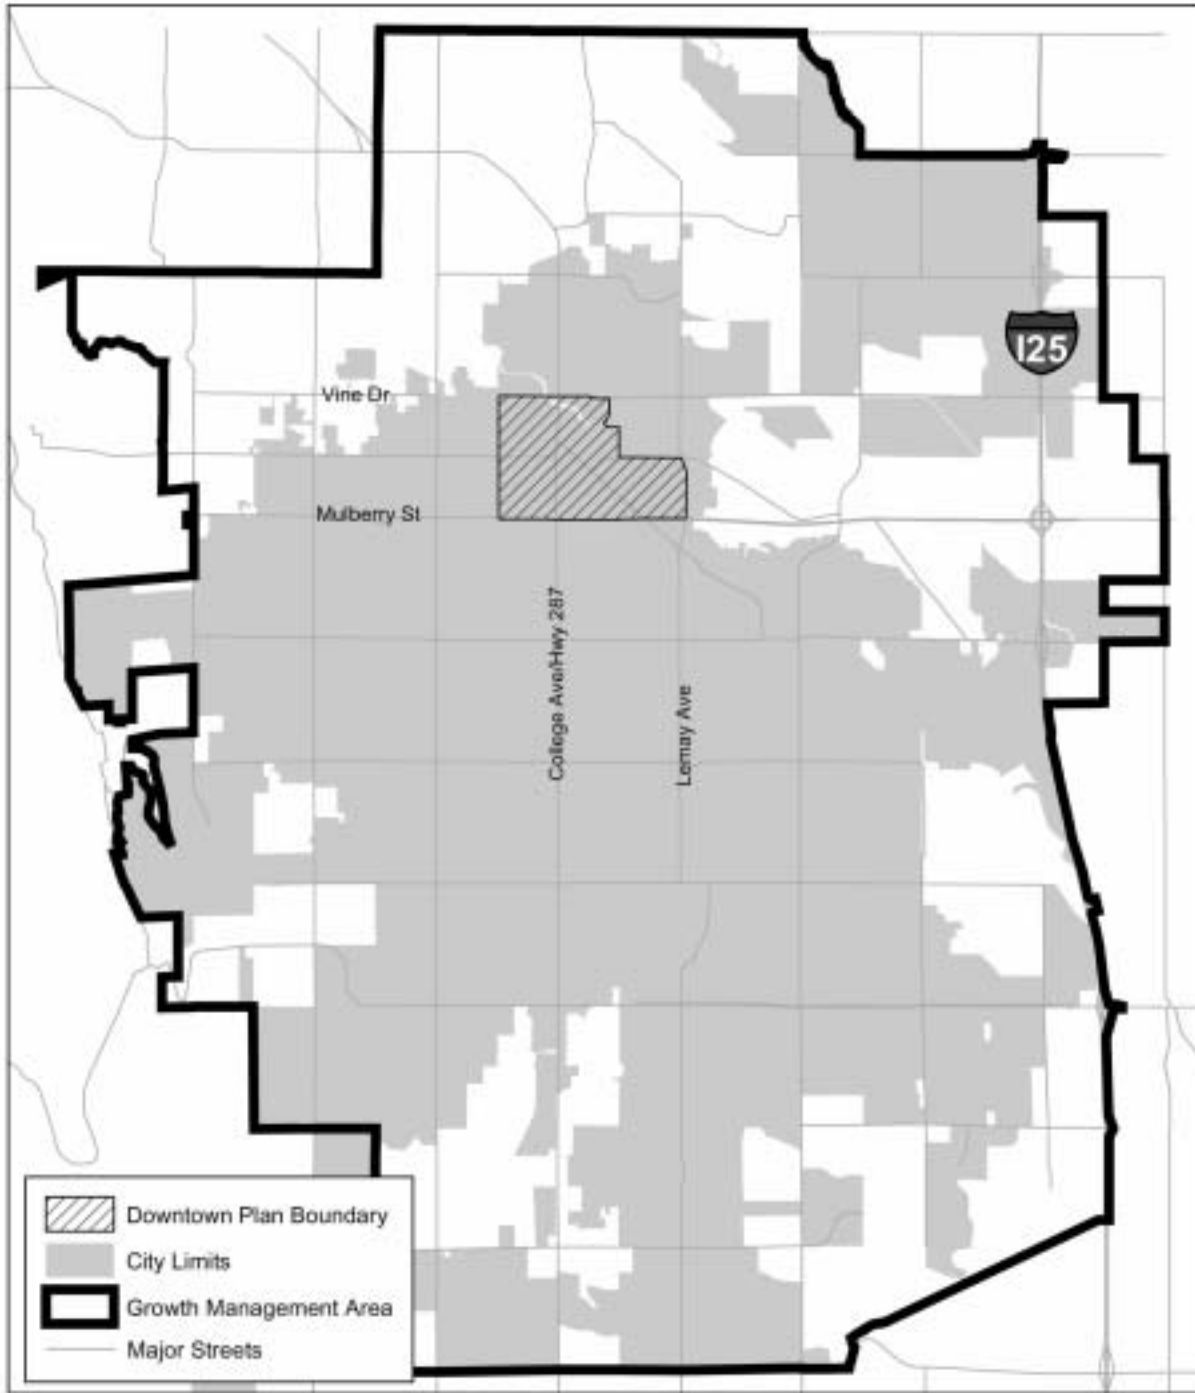 I25
Vine Dr
Mulberry St
College Ave/Hwy 287
Lemay Ave
Downtown Plan Boundary
City Limits
Growth Management Area
Major Streets